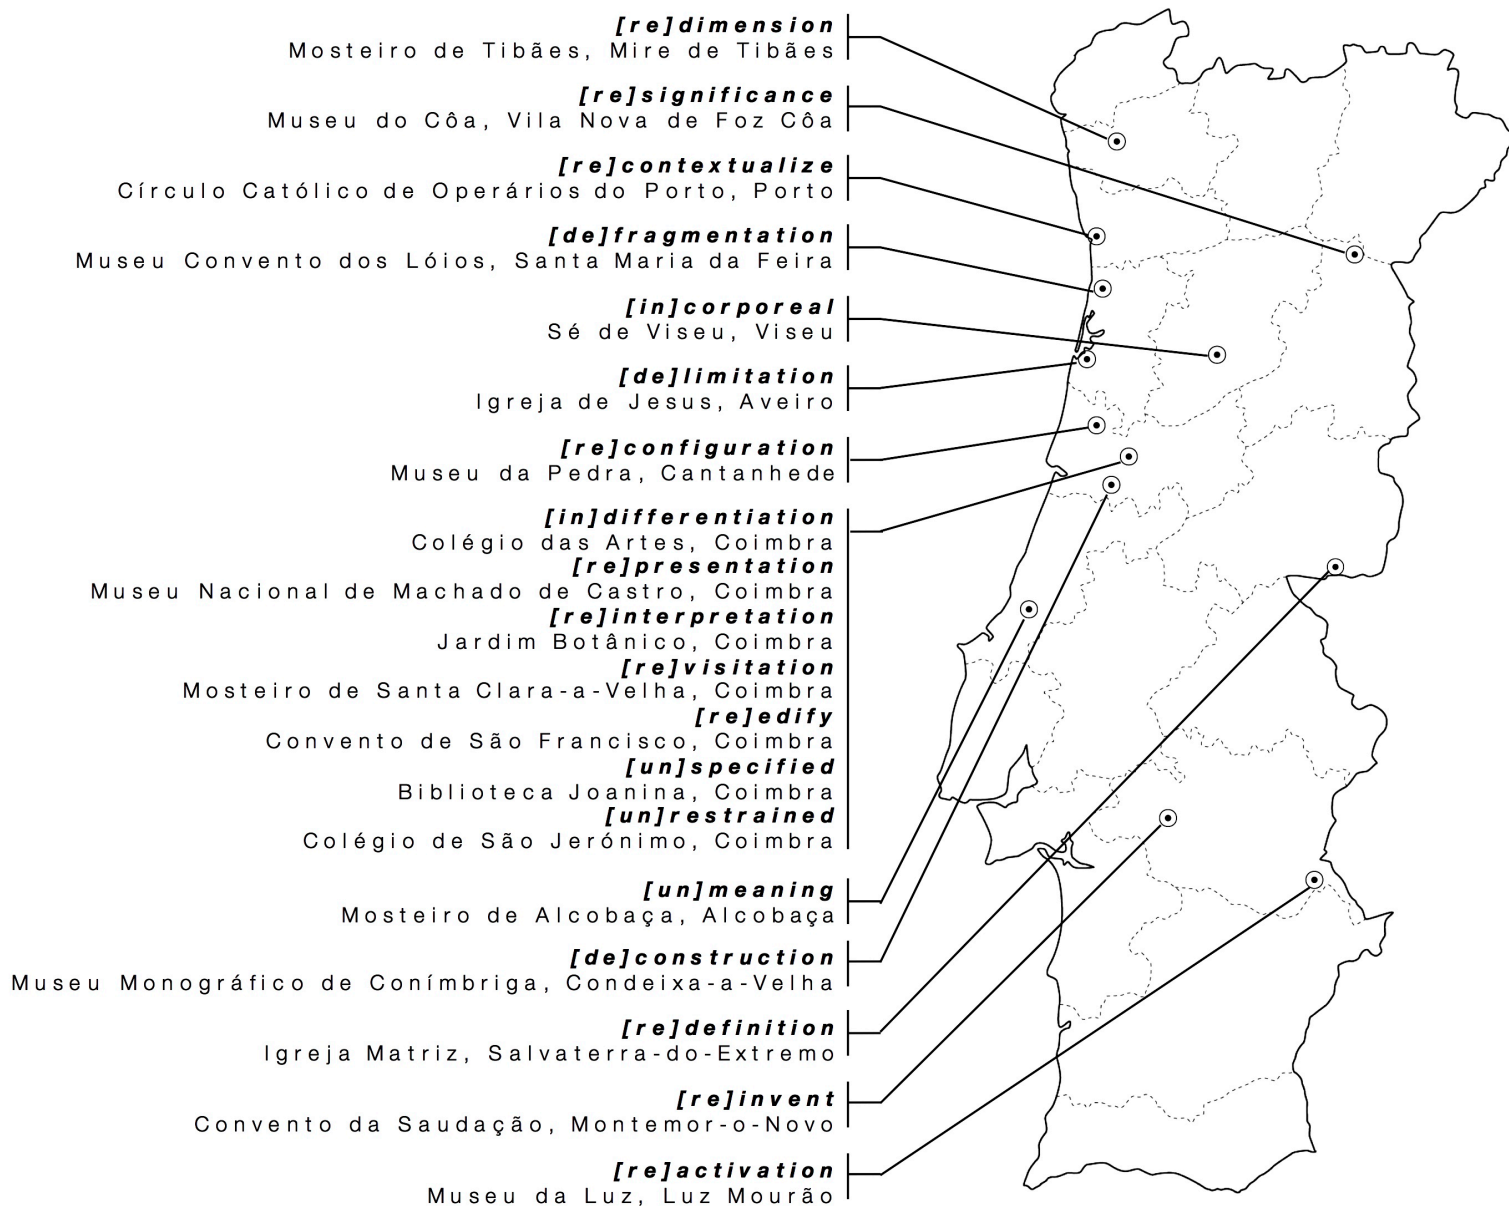 [re]dimension
Mosteiro de Tibães, Mire de Tibães
[re]significance
Museu do Côa, Vila Nova de Foz Côa
[re]contextualize
Círculo Católico de Operários do Porto, Porto
[de]fragmentation
Museu Convento dos Lóios, Santa Maria da Feira
[in]corporeal
Sé de Viseu, Viseu
[de]limitation
Igreja de Jesus, Aveiro
[re]configuration
Museu da Pedra, Cantanhede
[in]differentiation
Colégio das Artes, Coimbra
[re]presentation
Museu Nacional de Machado de Castro, Coimbra
[re]interpretation
Jardim Botânico, Coimbra
[re]visitation
Mosteiro de Santa Clara-a-Velha, Coimbra
[re]edify
Convento de São Francisco, Coimbra
[un]specified
Biblioteca Joanina, Coimbra
[un]restrained
Colégio de São Jerónimo, Coimbra
[un]meaning
Mosteiro de Alcobaça, Alcobaça
[de]construction
Museu Monográfico de Conímbriga, Condeixa-a-Velha
[re]definition
Igreja Matriz, Salvaterra-do-Extremo
[re]invent
Convento da Saudação, Montemor-o-Novo
[re]activation
Museu da Luz, Luz Mourão